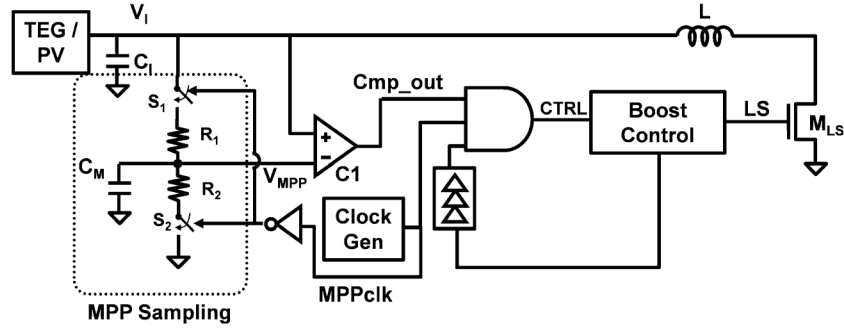 TEG /
PV
V_I
C_I
S_1
R_1
C_M
R_2
S_2
V_MPP
+
−
C1
Cmp_out
CTRL
Boost
Control
LS
L
M_LS
Clock
Gen
MPPclk
MPP Sampling